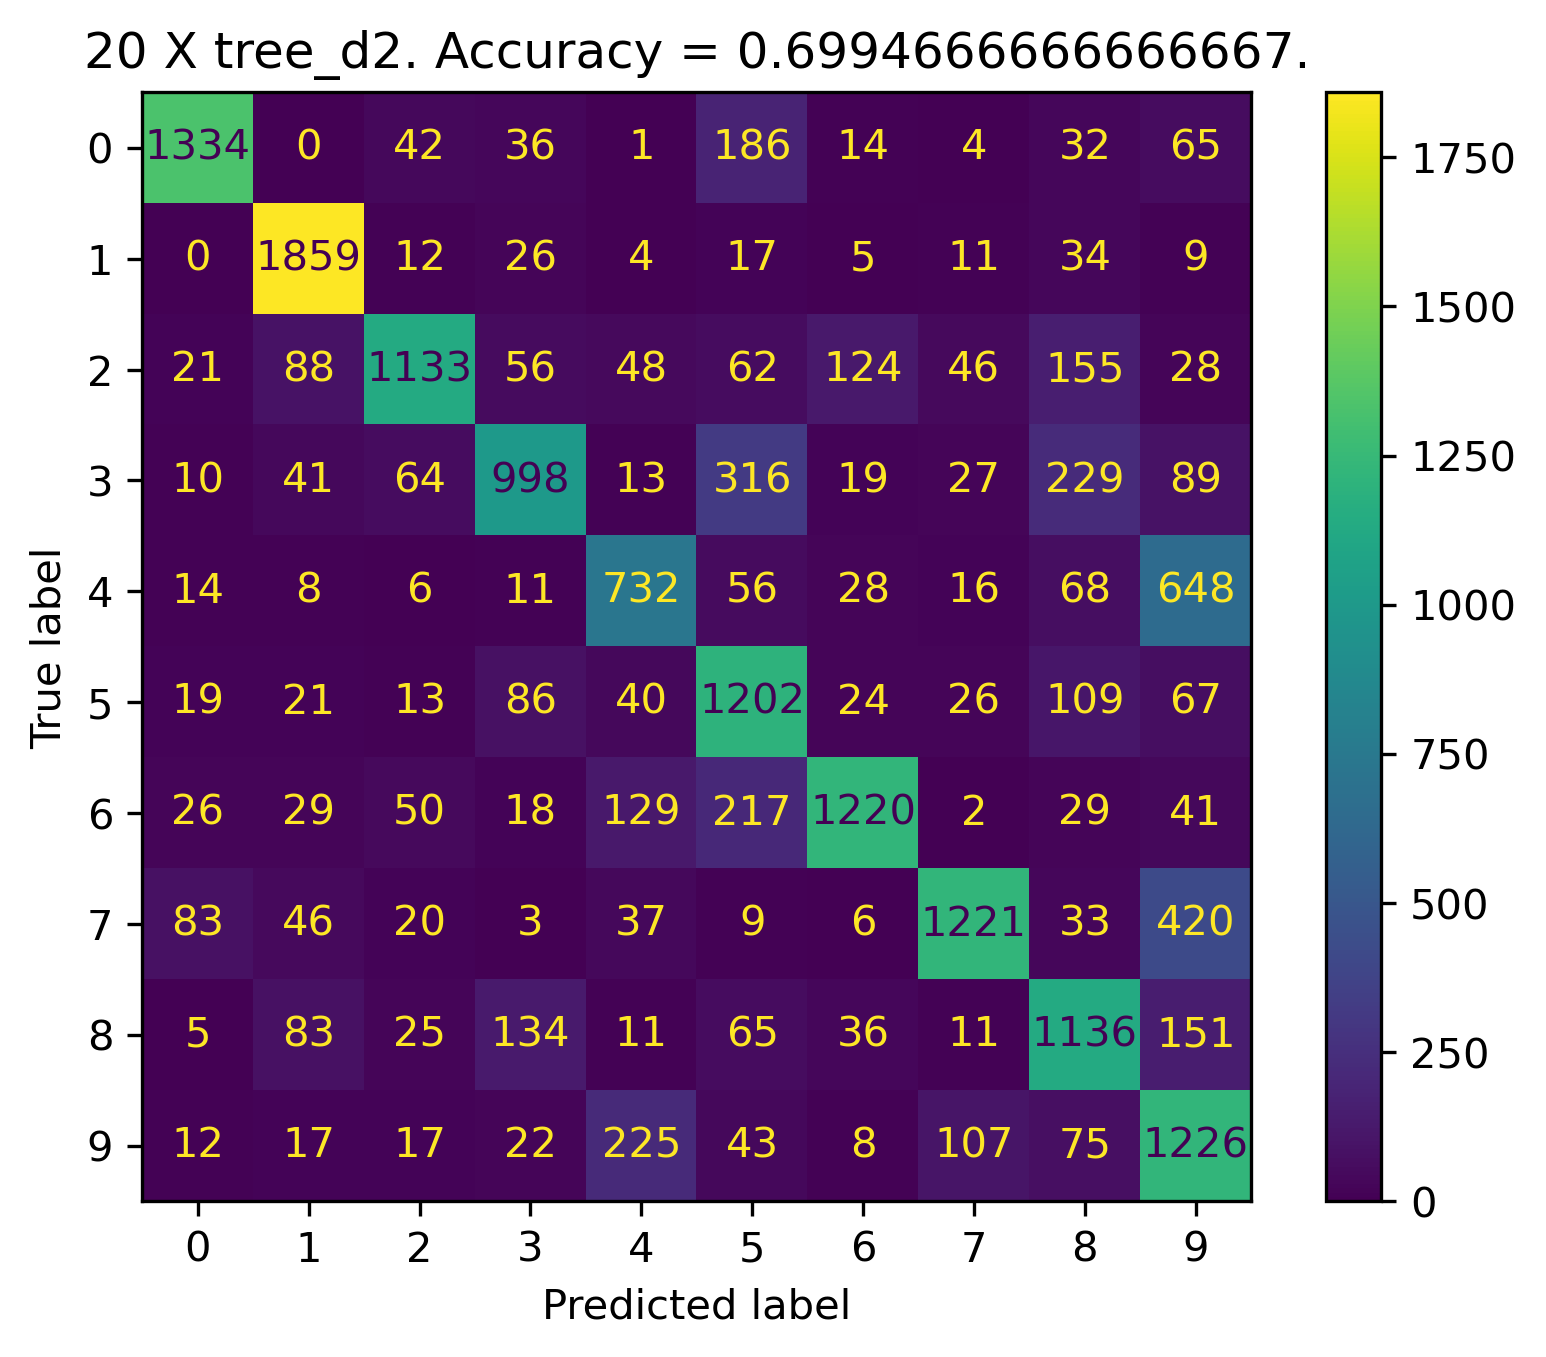 20 X tree_d2. Accuracy = 0.6994666666666667.
0 1334 0 42 36 1 186 14 4 32 65
1 0 1859 12 26 4 17 5 11 34 9
2 21 88 1133 56 48 62 124 46 155 28
3 10 41 64 998 13 316 19 27 229 89
4 14 8 6 11 732 56 28 16 68 648
5 19 21 13 86 40 1202 24 26 109 67
6 26 29 50 18 129 217 1220 2 29 41
7 83 46 20 3 37 9 6 1221 33 420
8 5 83 25 134 11 65 36 11 1136 151
9 12 17 17 22 225 43 8 107 75 1226
0 1 2 3 4 5 6 7 8 9
Predicted label
True label
1750
1500
1250
1000
750
500
250
0